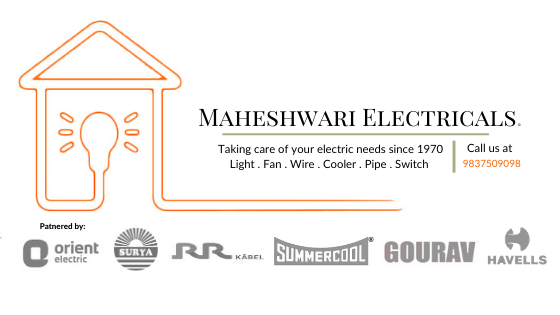 MAHESHWARI ELECTRICALS.
Taking care of your electric needs since 1970
Light . Fan . Wire . Cooler . Pipe . Switch
Call us at
9837509098
Patnered by:
orient
electric
SURYA
RR KÄBEL
SUMMERCOOL®
GOURAV
HAVELLS